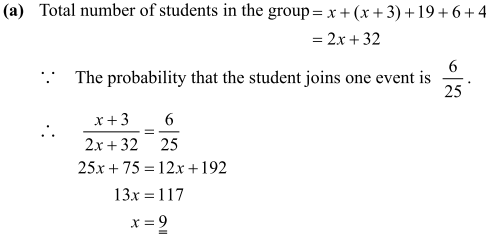 (a) Total number of students in the group = x + (x + 3) + 19 + 6 + 4
= 2x + 32
∵ The probability that the student joins one event is 6/25.
∴ (x + 3)/(2x + 32) = 6/25
25x + 75 = 12x + 192
13x = 117
x = 9